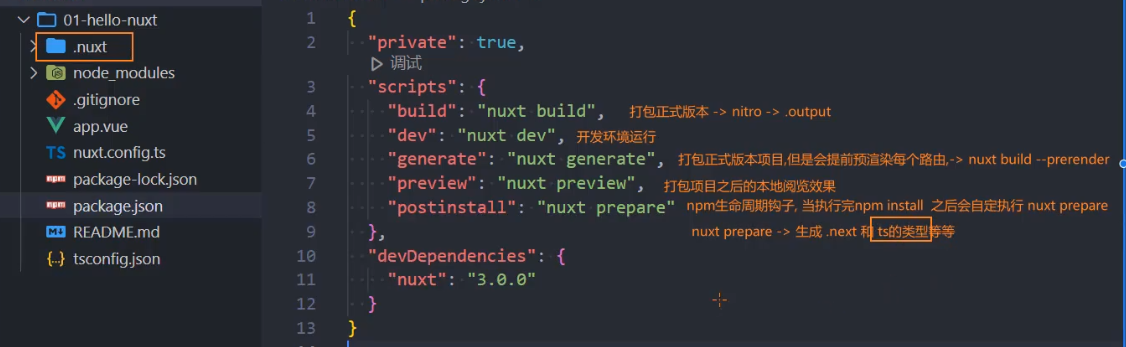 01-hello-nuxt
.nuxt
node_modules
.gitignore
app.vue
TS nuxt.config.ts
npm package-lock.json
npm package.json
README.md
{..} tsconfig.json
1 {
2 "private": true,
调试
3 "scripts": {
4 "build": "nuxt build", 打包正式版本 -> nitro -> .output
5 "dev": "nuxt dev", 开发环境运行
6 "generate": "nuxt generate", 打包正式版本项目,但是会提前预渲染每个路由,-> nuxt build --prerender
7 "preview": "nuxt preview", 打包项目之后的本地阅览效果
8 "postinstall": "nuxt prepare" npm生命周期钩子, 当执行完npm install 之后会自定执行 nuxt prepare
9 }, nuxt prepare -> 生成 .next 和 ts的类型等等
10 "devDependencies": {
11 "nuxt": "3.0.0"
12 }
13 }